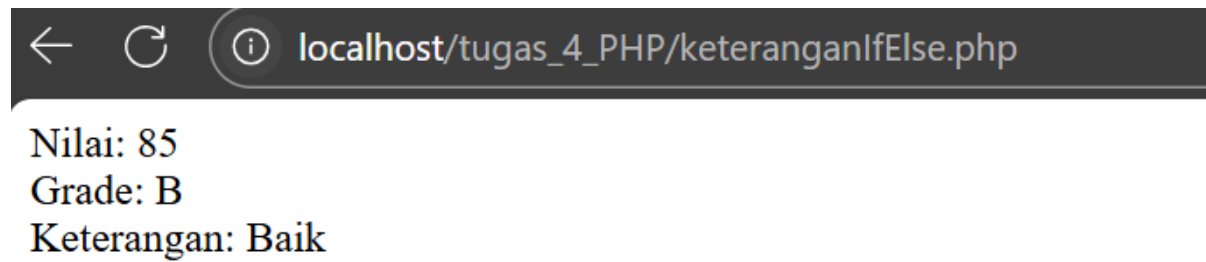 localhost/tugas_4_PHP/keteranganIfElse.php
Nilai: 85
Grade: B
Keterangan: Baik